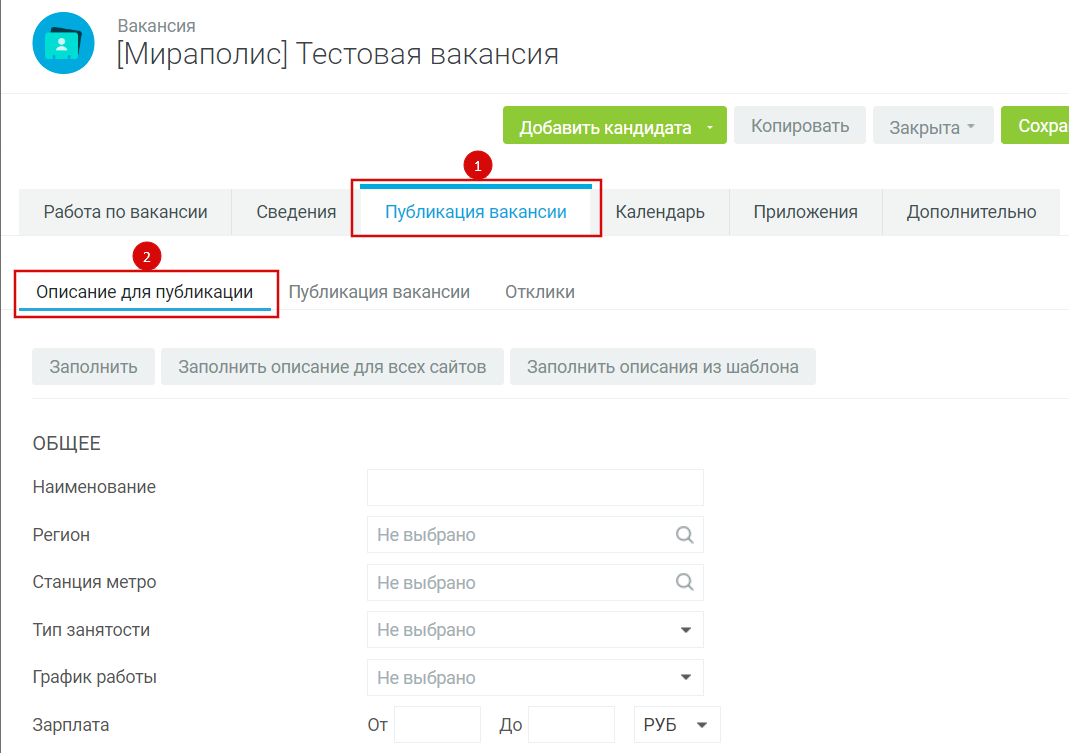 Вакансия
[Мираполис] Тестовая вакансия
Добавить кандидата
Копировать
Закрыта
Сохра
1
Работа по вакансии
Сведения
Публикация вакансии
Календарь
Приложения
Дополнительно
2
Описание для публикации
Публикация вакансии
Отклики
Заполнить
Заполнить описание для всех сайтов
Заполнить описания из шаблона
ОБЩЕЕ
Наименование
Регион
Не выбрано
Станция метро
Не выбрано
Тип занятости
Не выбрано
График работы
Не выбрано
Зарплата
От
До
РУБ